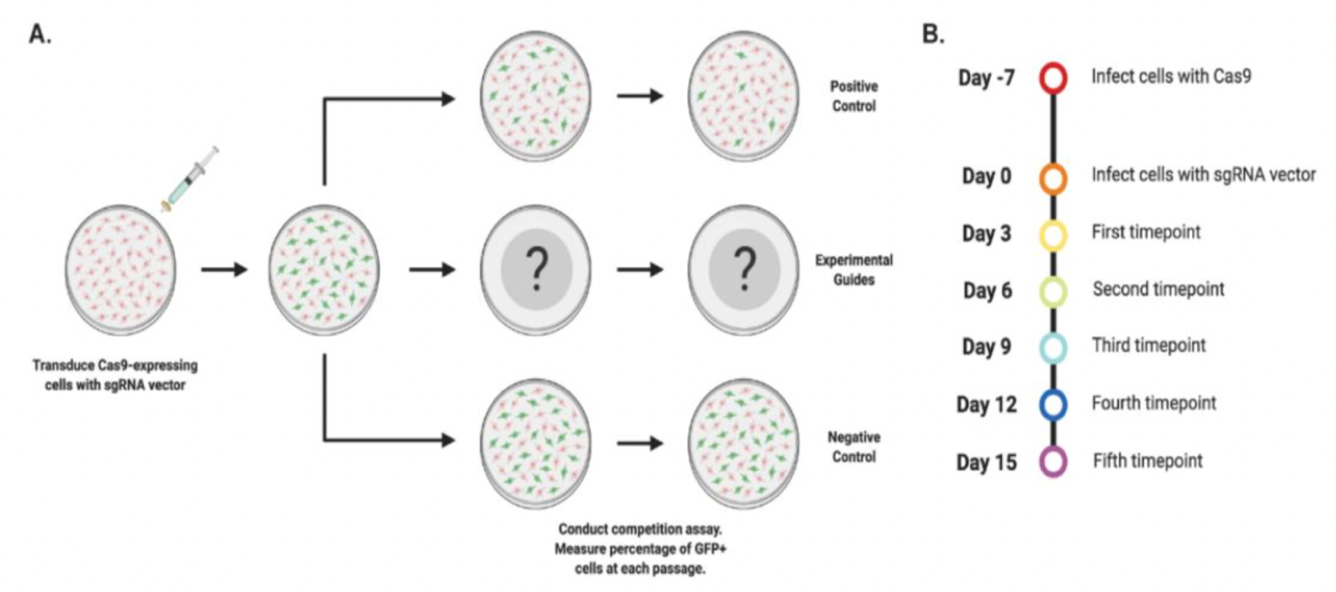 A.
Transduce Cas9-expressing
cells with sgRNA vector
Positive
Control
?
?
Experimental
Guides
Negative
Control
Conduct competition assay.
Measure percentage of GFP+
cells at each passage.
B.
Day -7 Infect cells with Cas9
Day 0 Infect cells with sgRNA vector
Day 3 First timepoint
Day 6 Second timepoint
Day 9 Third timepoint
Day 12 Fourth timepoint
Day 15 Fifth timepoint